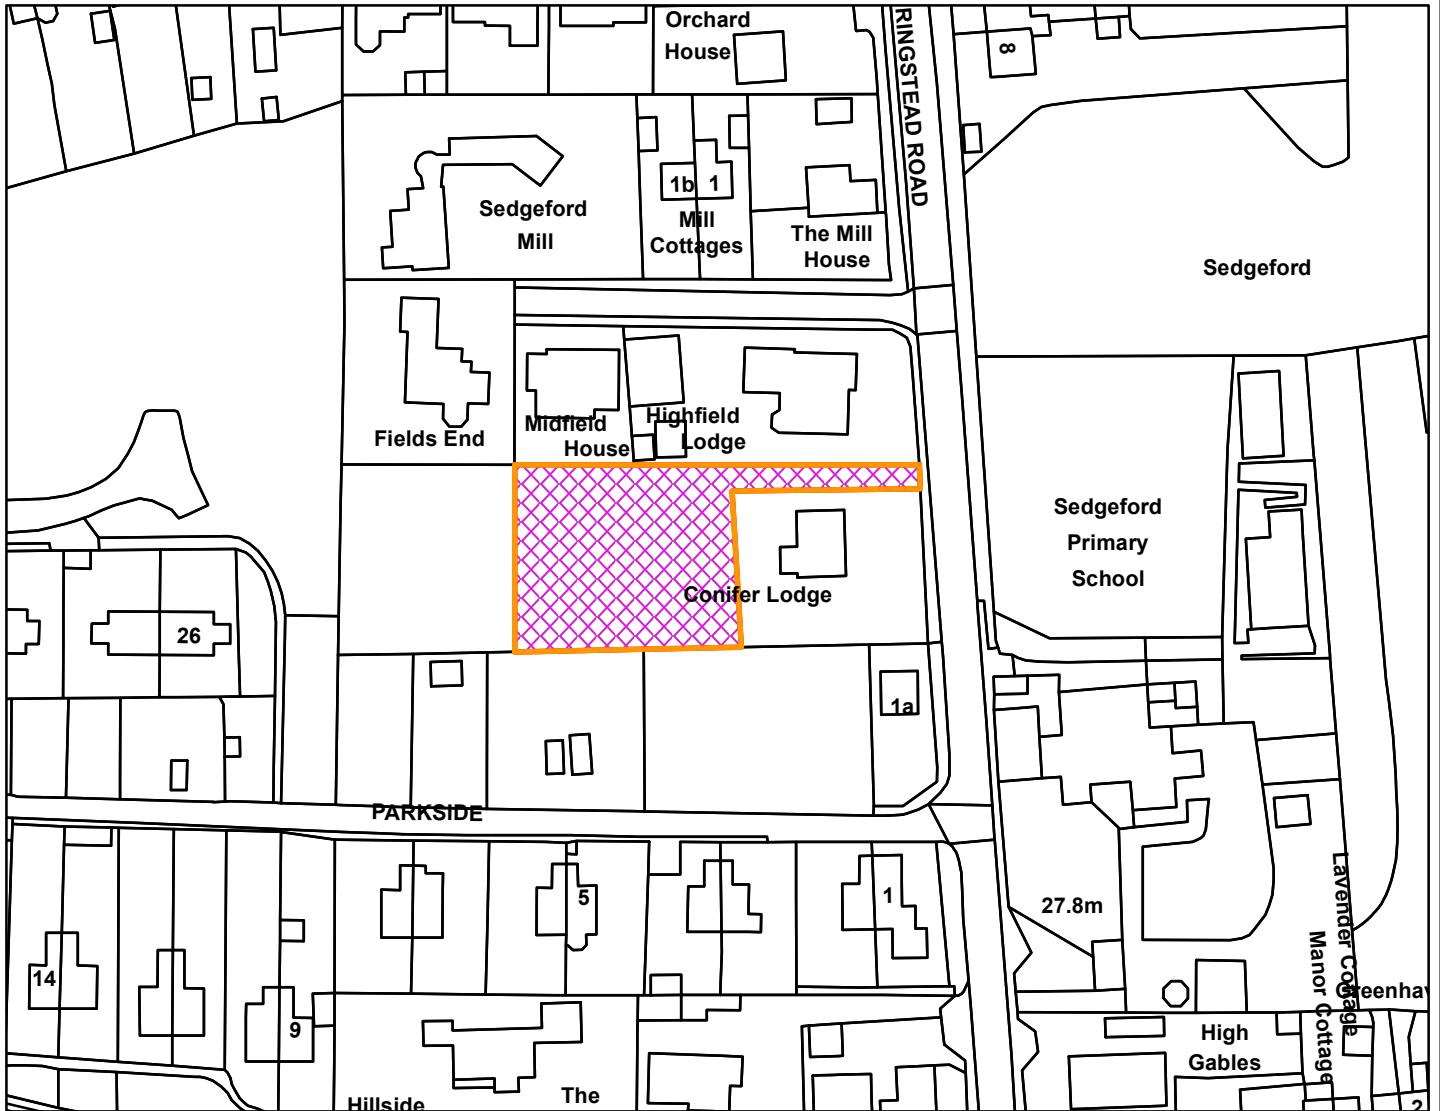 Orchard
House
RINGSTEAD ROAD
8
1b
1
Sedgeford
Mill
Mill
Cottages
The Mill
House
Sedgeford
Midfield
House
Highfield
Lodge
Fields End
Sedgeford
Primary
School
Conifer Lodge
26
1a
PARKSIDE
5
1
27.8m
14
9
Lavender Cottage
Manor Cottage
Greenhav
High
Gables
The
Hillside
2